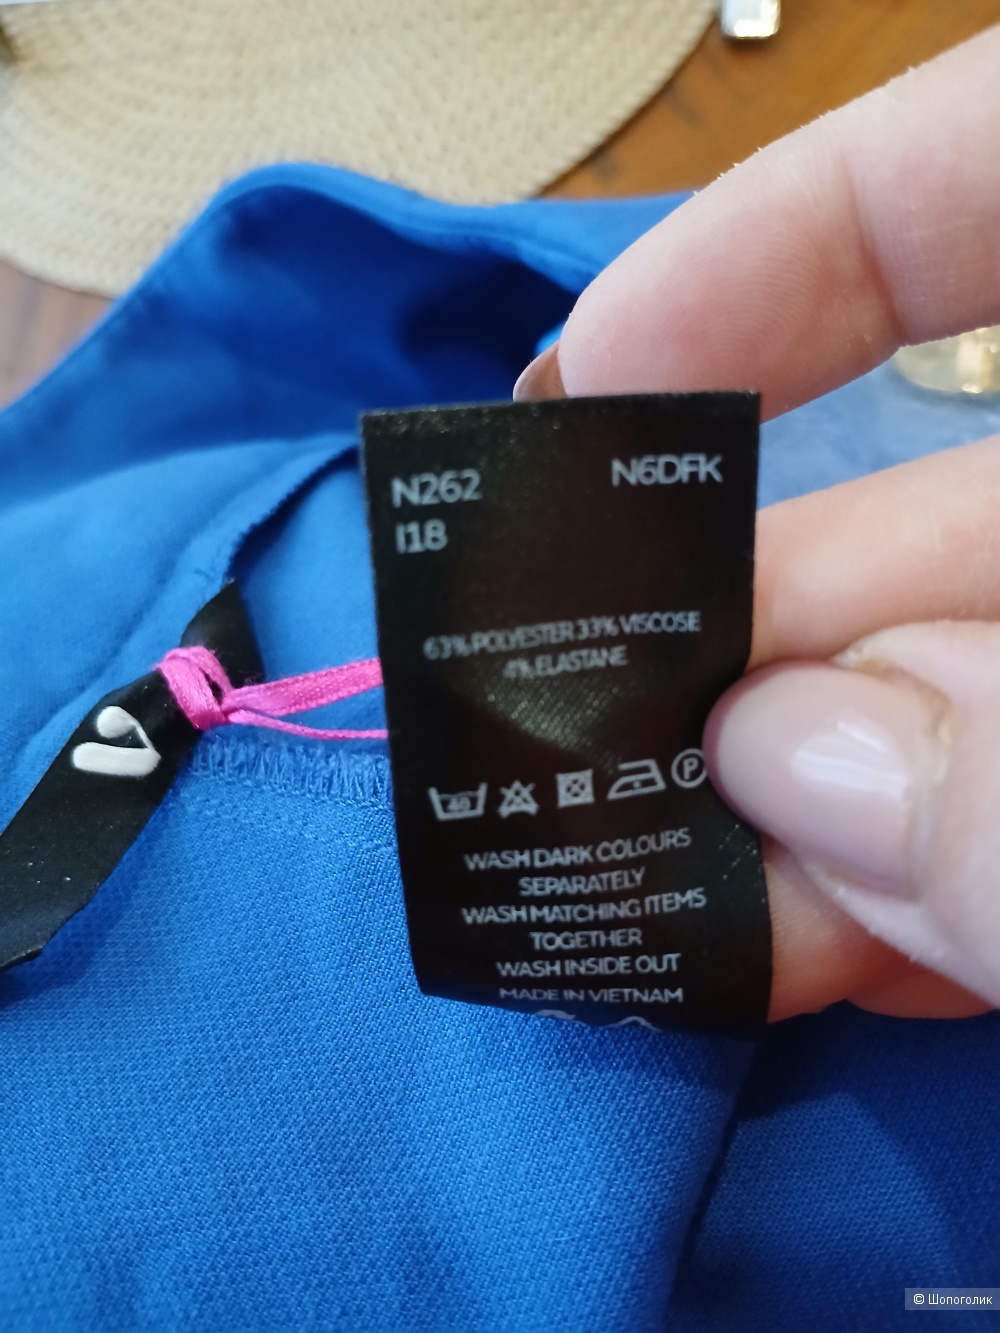 N262 N6DFK
I18
63% POLYESTER 33% VISCOSE
4% ELASTANE
40 P
WASH DARK COLOURS
SEPARATELY
WASH MATCHING ITEMS
TOGETHER
WASH INSIDE OUT
MADE IN VIETNAM
12
© Шопоголик